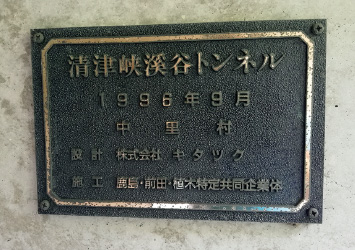 清津峡溪谷トンネル
1996年9月
中里村
設計 株式会社 キタック
施工 鹿島・前田・植木特定共同企業体